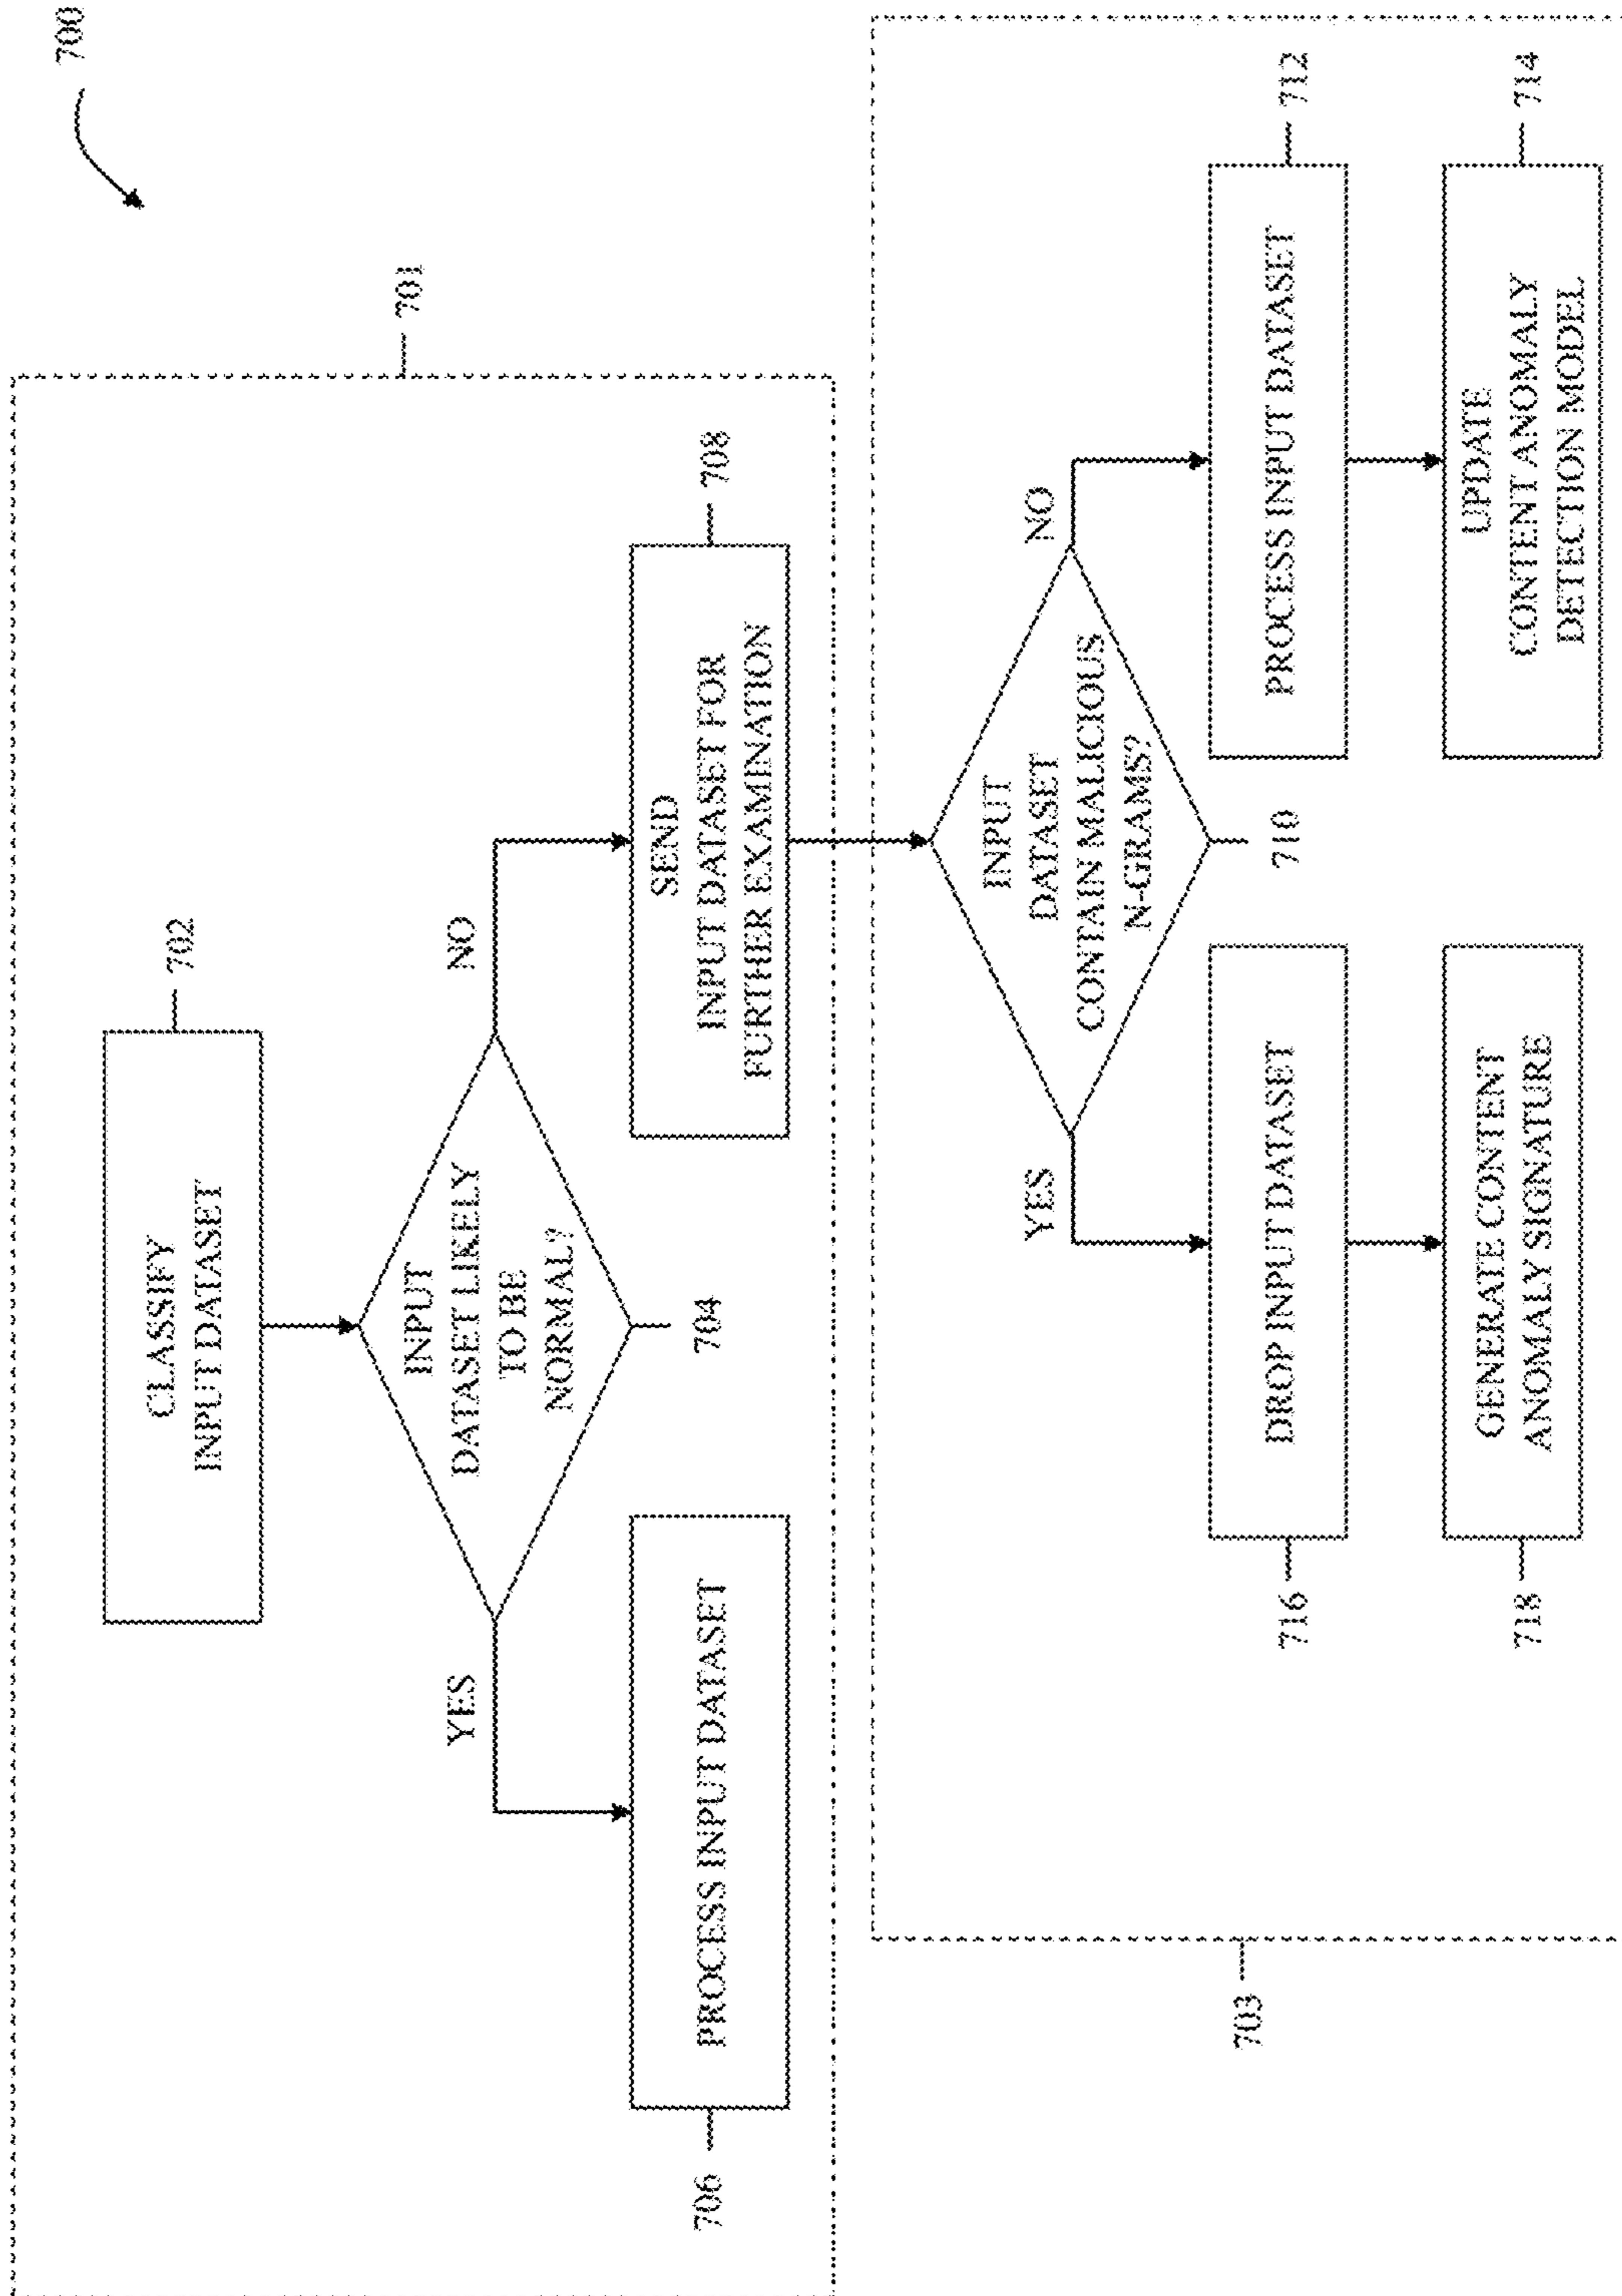 700
701
CLASSIFY
INPUT DATASET
702
INPUT
DATASET LIKELY
TO BE
NORMAL?
704
YES
NO
706
PROCESS INPUT DATASET
SEND
INPUT DATASET FOR
FURTHER EXAMINATION
708
703
INPUT
DATASET
CONTAIN MALICIOUS
N-GRAMS?
710
YES
NO
716
DROP INPUT DATASET
PROCESS INPUT DATASET
712
718
GENERATE CONTENT
ANOMALY SIGNATURE
UPDATE
CONTENT ANOMALY
DETECTION MODEL
714